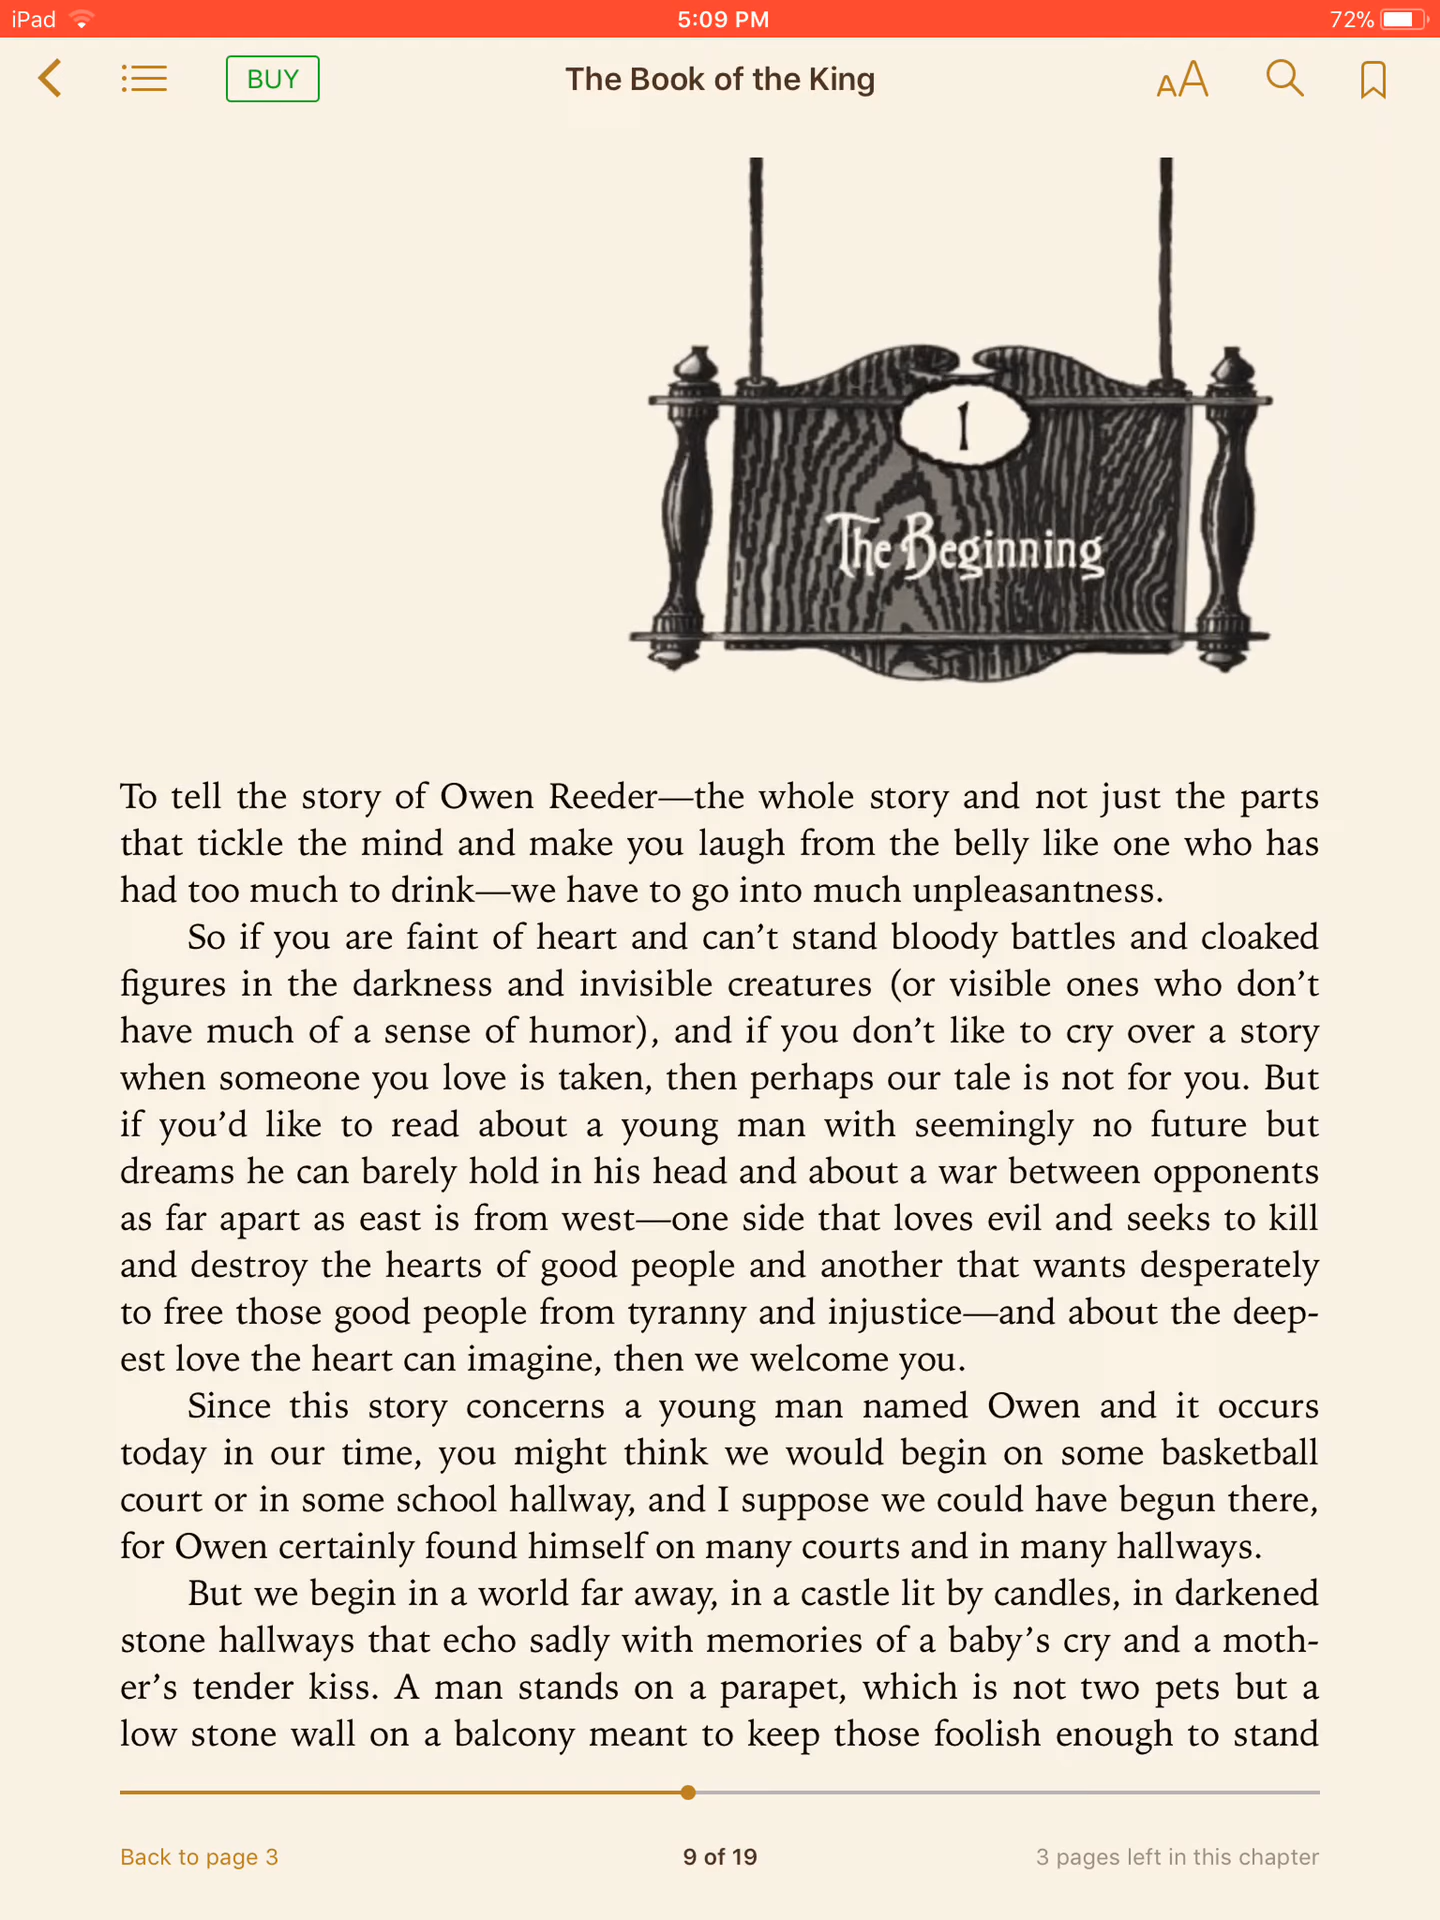 iPad
5:09 PM
72%
BUY
The Book of the King
AA
1
The Beginning
To tell the story of Owen Reeder—the whole story and not just the parts
that tickle the mind and make you laugh from the belly like one who has
had too much to drink—we have to go into much unpleasantness.
So if you are faint of heart and can’t stand bloody battles and cloaked
figures in the darkness and invisible creatures (or visible ones who don’t
have much of a sense of humor), and if you don’t like to cry over a story
when someone you love is taken, then perhaps our tale is not for you. But
if you’d like to read about a young man with seemingly no future but
dreams he can barely hold in his head and about a war between opponents
as far apart as east is from west—one side that loves evil and seeks to kill
and destroy the hearts of good people and another that wants desperately
to free those good people from tyranny and injustice—and about the deep-
est love the heart can imagine, then we welcome you.
Since this story concerns a young man named Owen and it occurs
today in our time, you might think we would begin on some basketball
court or in some school hallway, and I suppose we could have begun there,
for Owen certainly found himself on many courts and in many hallways.
But we begin in a world far away, in a castle lit by candles, in darkened
stone hallways that echo sadly with memories of a baby’s cry and a moth-
er’s tender kiss. A man stands on a parapet, which is not two pets but a
low stone wall on a balcony meant to keep those foolish enough to stand
Back to page 3
9 of 19
3 pages left in this chapter